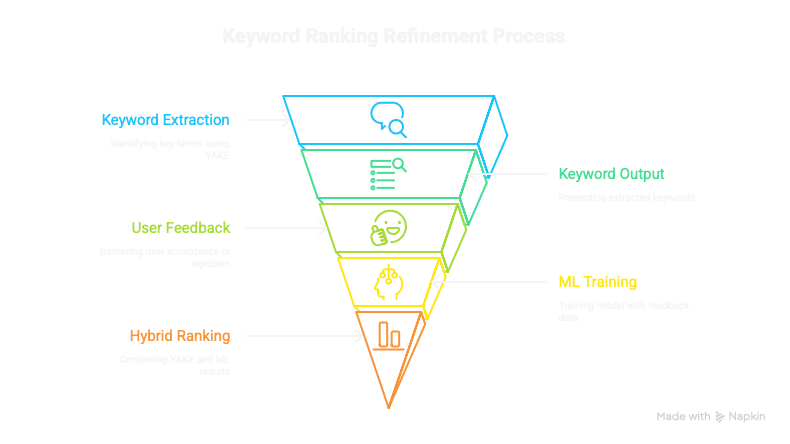 Keyword Ranking Refinement Process
Keyword Extraction
Identifying key terms using
YAKE
Keyword Output
Presenting extracted keywords
User Feedback
Gathering user acceptance or
rejection
ML Training
Training model with feedback
data
Hybrid Ranking
Combining YAKE and ML
results
Made with Napkin